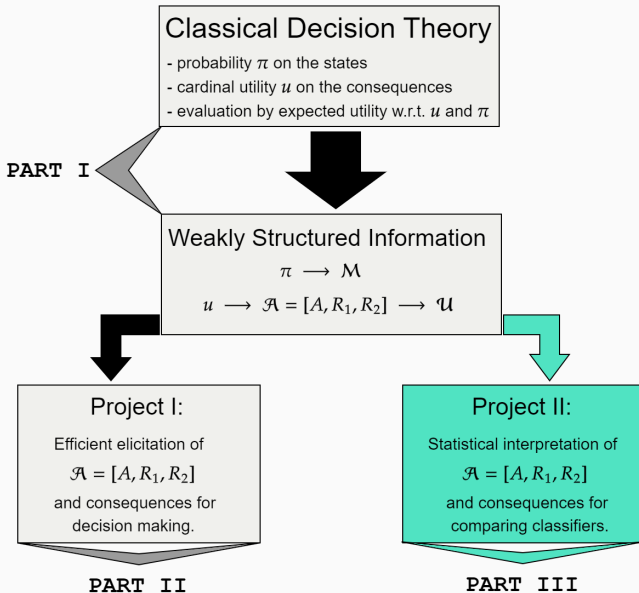 Classical Decision Theory
- probability π on the states
- cardinal utility u on the consequences
- evaluation by expected utility w.r.t. u and π
PART I
Weakly Structured Information
π ⟶ M
u ⟶ 𝒜 = [A, R₁, R₂] ⟶ 𝒰
Project I:
Efficient elicitation of
𝒜 = [A, R₁, R₂]
and consequences for
decision making.
PART II
Project II:
Statistical interpretation of
𝒜 = [A, R₁, R₂]
and consequences for
comparing classifiers.
PART III